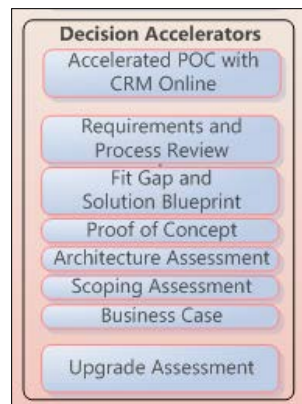 Decision Accelerators
Accelerated POC with
CRM Online
Requirements and
Process Review
Fit Gap and
Solution Blueprint
Proof of Concept
Architecture Assessment
Scoping Assessment
Business Case
Upgrade Assessment